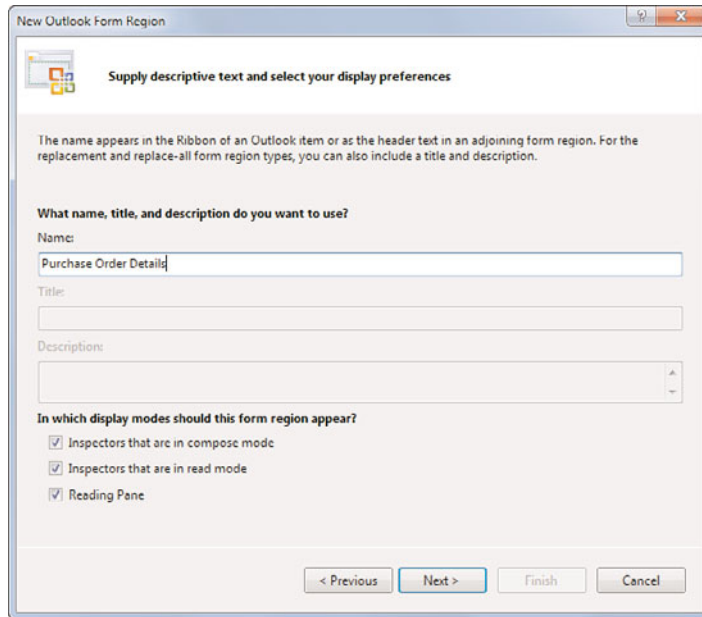 New Outlook Form Region
Supply descriptive text and select your display preferences
The name appears in the Ribbon of an Outlook item or as the header text in an adjoining form region. For the
replacement and replace-all form region types, you can also include a title and description.
What name, title, and description do you want to use?
Name:
Purchase Order Details
Title:
Description:
In which display modes should this form region appear?
Inspectors that are in compose mode
Inspectors that are in read mode
Reading Pane
< Previous
Next >
Finish
Cancel